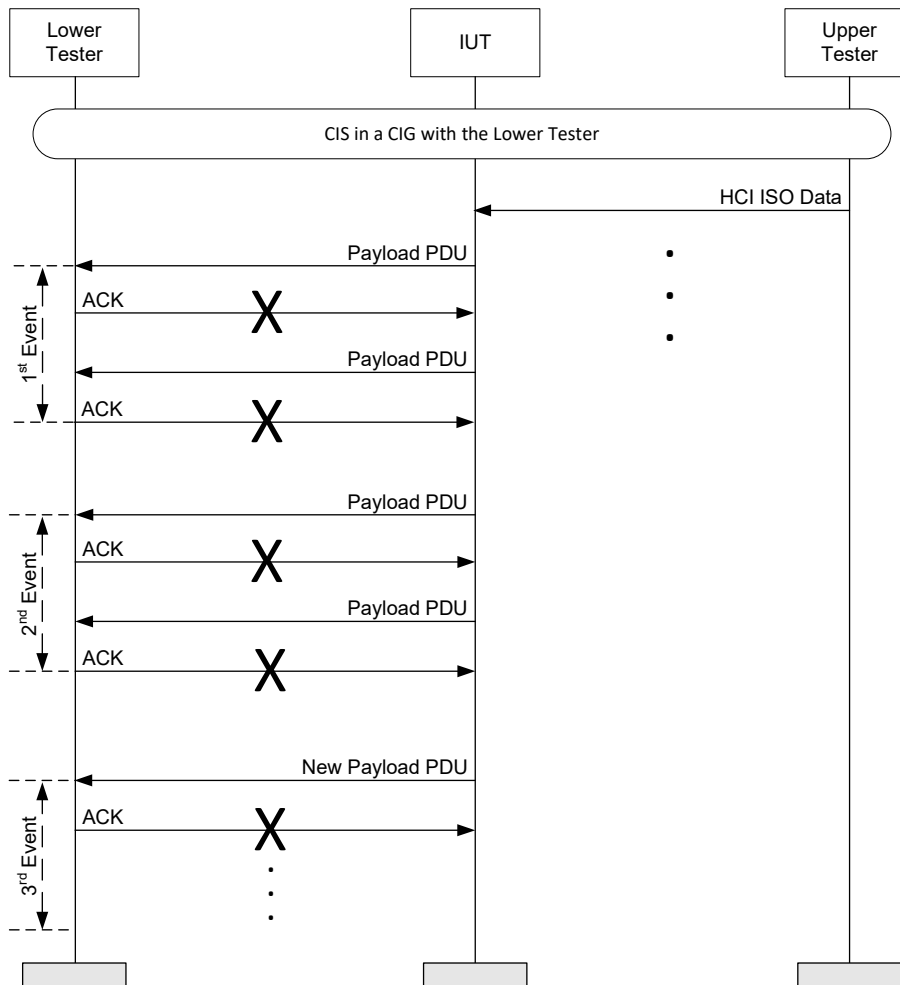 Lower
Tester
IUT
Upper
Tester
CIS in a CIG with the Lower Tester
HCI ISO Data
Payload PDU
1st Event
ACK
X
Payload PDU
ACK
X
Payload PDU
2nd Event
ACK
X
Payload PDU
ACK
X
New Payload PDU
3rd Event
ACK
X